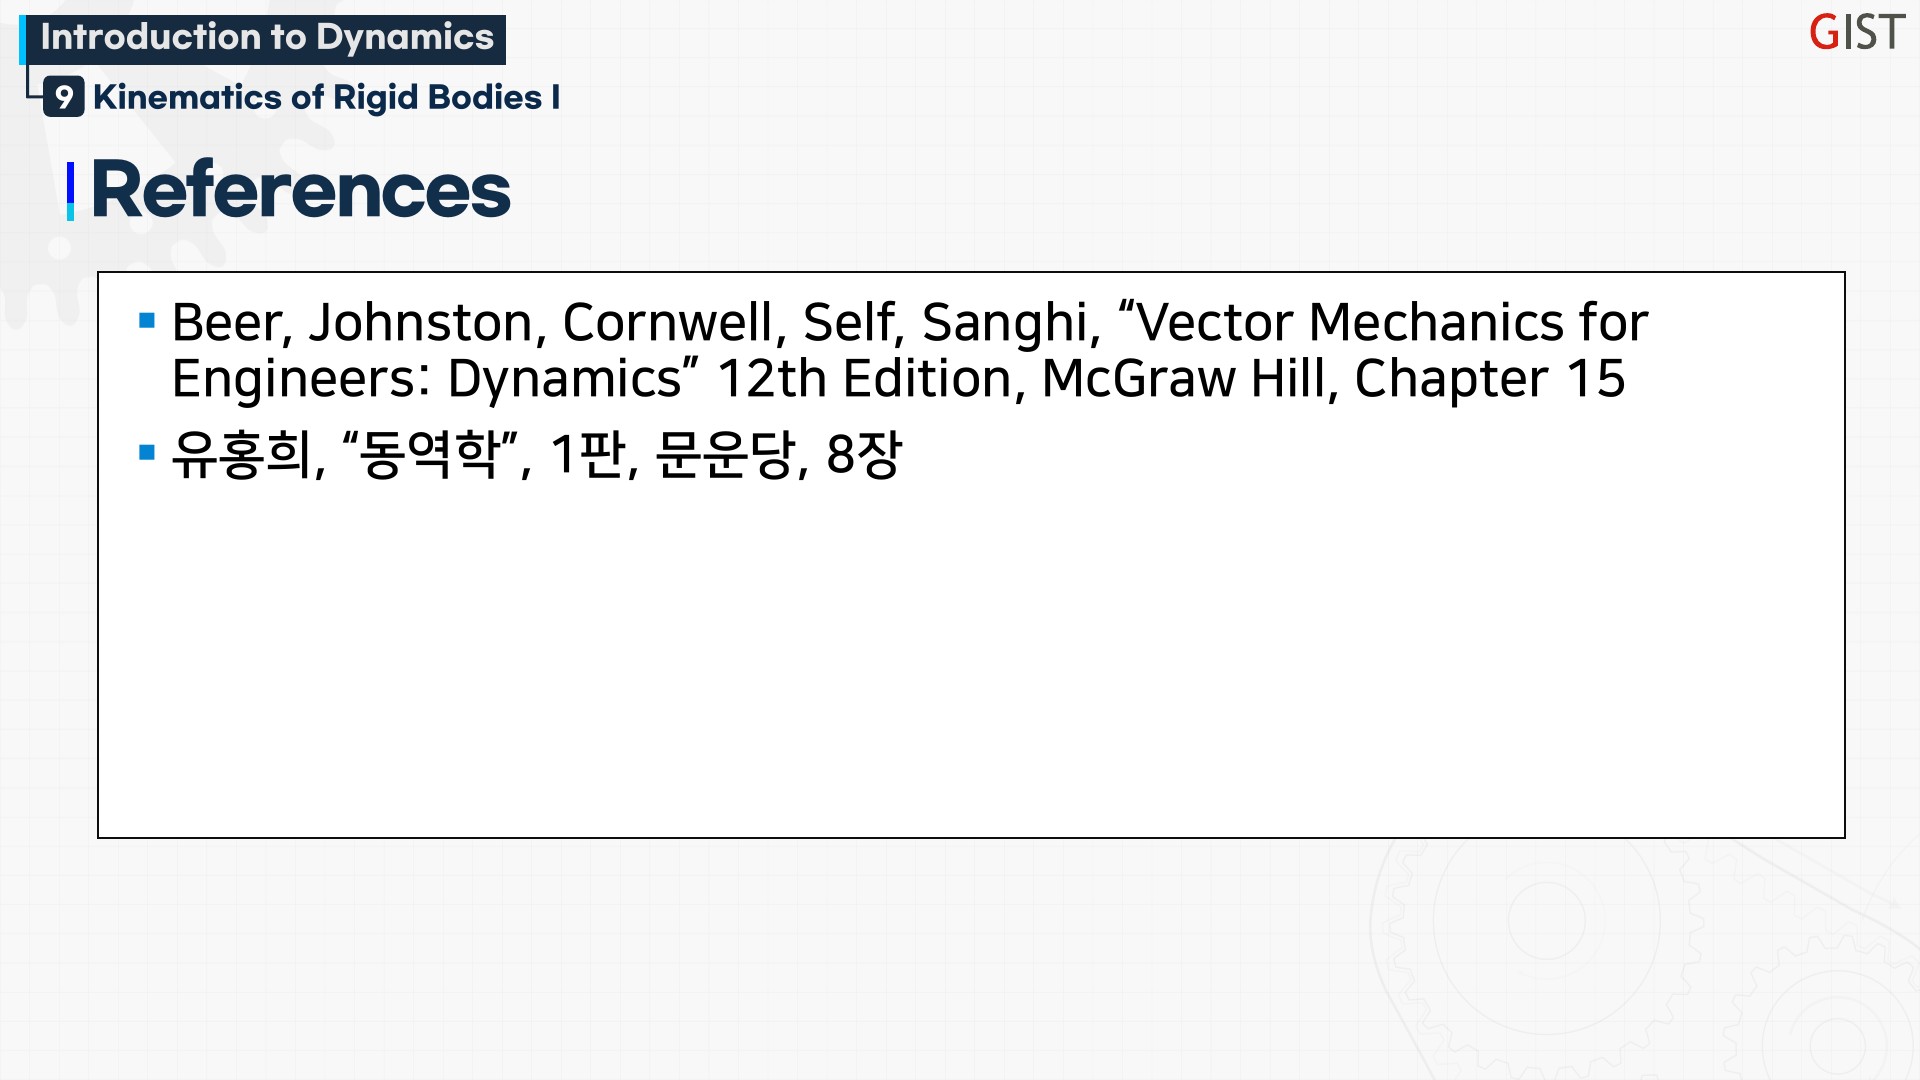 Introduction to Dynamics
GIST
9 Kinematics of Rigid Bodies I
References
Beer, Johnston, Cornwell, Self, Sanghi, “Vector Mechanics for
Engineers: Dynamics” 12th Edition, McGraw Hill, Chapter 15
유홍희, “동역학”, 1판, 문운당, 8장